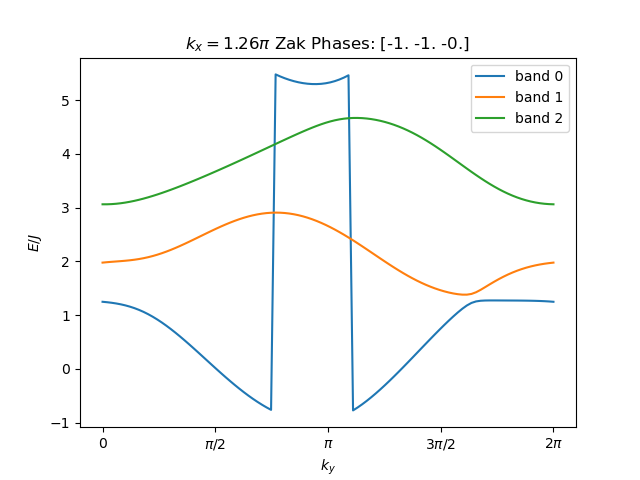 $k_x = 1.26\pi$ Zak Phases: [-1. -1. -0.]
band 0
band 1
band 2
E/J
5
4
3
2
1
0
−1
0
π/2
π
3π/2
2π
$k_y$